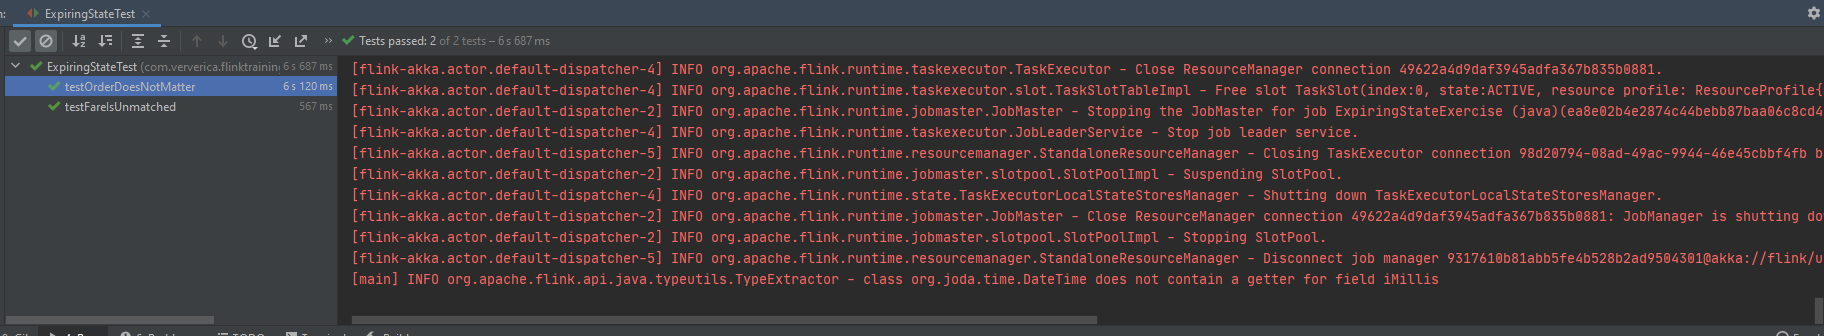 ExpiringStateTest
Tests passed: 2 of 2 tests – 6 s 687 ms
ExpiringStateTest (com.ververica.flinktraining 6 s 687 ms
testOrderDoesNotMatter 6 s 120 ms
testFareIsUnmatched 567 ms
[flink-akka.actor.default-dispatcher-4] INFO org.apache.flink.runtime.taskexecutor.TaskExecutor - Close ResourceManager connection 49622a4d9daf3945adfa367b835b0881.
[flink-akka.actor.default-dispatcher-4] INFO org.apache.flink.runtime.taskexecutor.slot.TaskSlotTableImpl - Free slot TaskSlot(index:0, state:ACTIVE, resource profile: ResourceProfile{
[flink-akka.actor.default-dispatcher-2] INFO org.apache.flink.runtime.jobmaster.JobMaster - Stopping the JobMaster for job ExpiringStateExercise (java)(ea8e02b4e2874c44bebb87baa06c8cd4
[flink-akka.actor.default-dispatcher-4] INFO org.apache.flink.runtime.taskexecutor.JobLeaderService - Stop job leader service.
[flink-akka.actor.default-dispatcher-5] INFO org.apache.flink.runtime.resourcemanager.StandaloneResourceManager - Closing TaskExecutor connection 98d20794-08ad-49ac-9944-46e45cbbf4fb b
[flink-akka.actor.default-dispatcher-2] INFO org.apache.flink.runtime.jobmaster.slotpool.SlotPoolImpl - Suspending SlotPool.
[flink-akka.actor.default-dispatcher-4] INFO org.apache.flink.runtime.state.TaskExecutorLocalStateStoresManager - Shutting down TaskExecutorLocalStateStoresManager.
[flink-akka.actor.default-dispatcher-2] INFO org.apache.flink.runtime.jobmaster.JobMaster - Close ResourceManager connection 49622a4d9daf3945adfa367b835b0881: JobManager is shutting do
[flink-akka.actor.default-dispatcher-2] INFO org.apache.flink.runtime.jobmaster.slotpool.SlotPoolImpl - Stopping SlotPool.
[flink-akka.actor.default-dispatcher-5] INFO org.apache.flink.runtime.resourcemanager.StandaloneResourceManager - Disconnect job manager 9317610b81abb5fe4b528b2ad9504301@akka://flink/u
[main] INFO org.apache.flink.api.java.typeutils.TypeExtractor - class org.joda.time.DateTime does not contain a getter for field iMillis